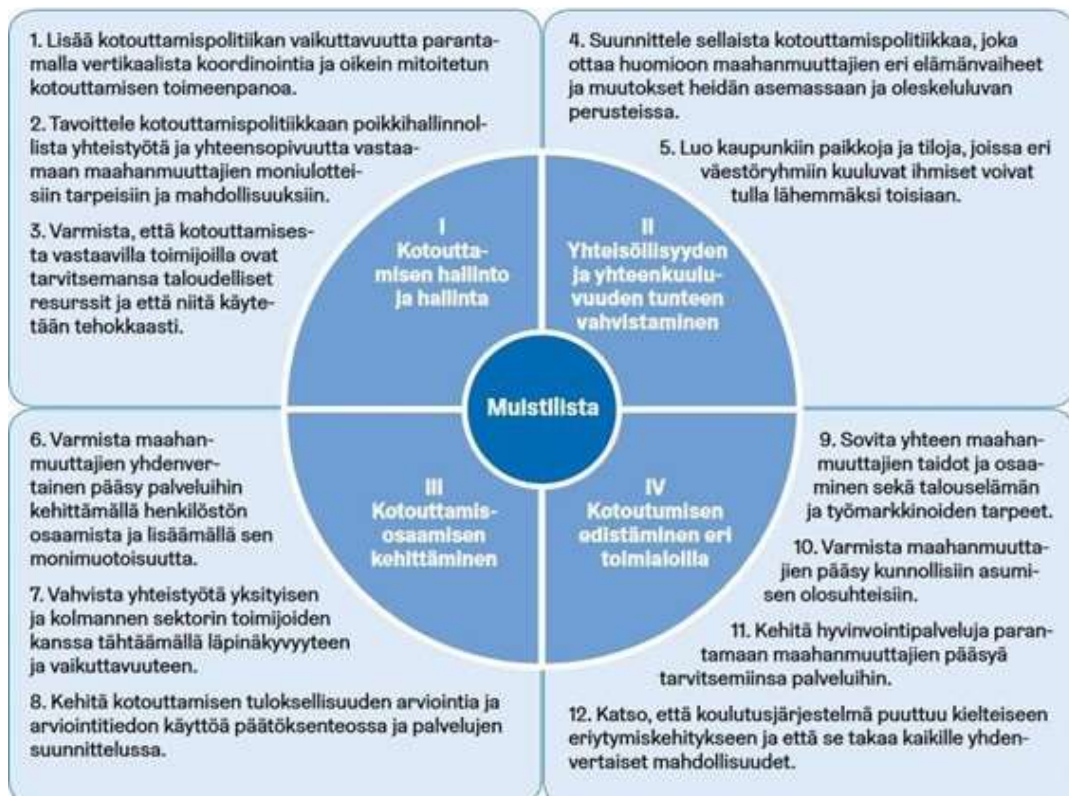 1. Lisää kotouttamispolitiikan vaikuttavuutta paranta-
malla vertikaalista koordinointia ja oikein mitoitetun
kotouttamisen toimeenpanoa.
2. Tavoittele kotouttamispolitiikkaan poikkihallinnol-
lista yhteistyötä ja yhteensopivuutta vastaa-
maan maahanmuuttajien moniulottei-
siin tarpeisiin ja mahdollisuuksiin.
3. Varmista, että kotouttamises-
ta vastaavilla toimijoilla ovat
tarvitsemansa taloudelliset
resurssit ja että niitä käyte-
tään tehokkaasti.
4. Suunnittele sellaista kotouttamispolitiikkaa, joka
ottaa huomioon maahanmuuttajien eri elämänvaiheet
ja muutokset heidän asemassaan ja oleskeluluvan
perusteissa.
5. Luo kaupunkiin paikkoja ja tiloja, joissa eri
väestöryhmiin kuuluvat ihmiset voivat
tulla lähemmäksi toisiaan.
I
Kotoutta-
misen hallinto
ja hallinta
II
Yhteisöllisyyden
ja yhteenkuulu-
vuuden tunteen
vahvistaminen
Muistilista
III
Kotouttamis-
osaamisen
kehittäminen
IV
Kotoutumisen
edistäminen eri
toimialoilla
6. Varmista maahan-
muuttajien yhdenver-
tainen pääsy palveluihin
kehittämällä henkilöstön
osaamista ja lisäämällä sen
monimuotoisuutta.
7. Vahvista yhteistyötä yksityisen
ja kolmannen sektorin toimijoiden
kanssa tähtäämällä läpinäkyvyyteen
ja vaikuttavuuteen.
8. Kehitä kotouttamisen tuloksellisuuden arviointia ja
arviointitiedon käyttöä päätöksenteossa ja palvelujen
suunnittelussa.
9. Sovita yhteen maahan-
muuttajien taidot ja osaa-
minen sekä talouselämän
ja työmarkkinoiden tarpeet.
10. Varmista maahanmuutta-
jien pääsy kunnollisiin asumi-
sen olosuhteisiin.
11. Kehitä hyvinvointipalveluja paran-
tamaan maahanmuuttajien pääsyä
tarvitsemiinsa palveluihin.
12. Katso, että koulutusjärjestelmä puuttuu kielteiseen
eriytymiskehitykseen ja että se takaa kaikille yhden-
vertaiset mahdollisuudet.